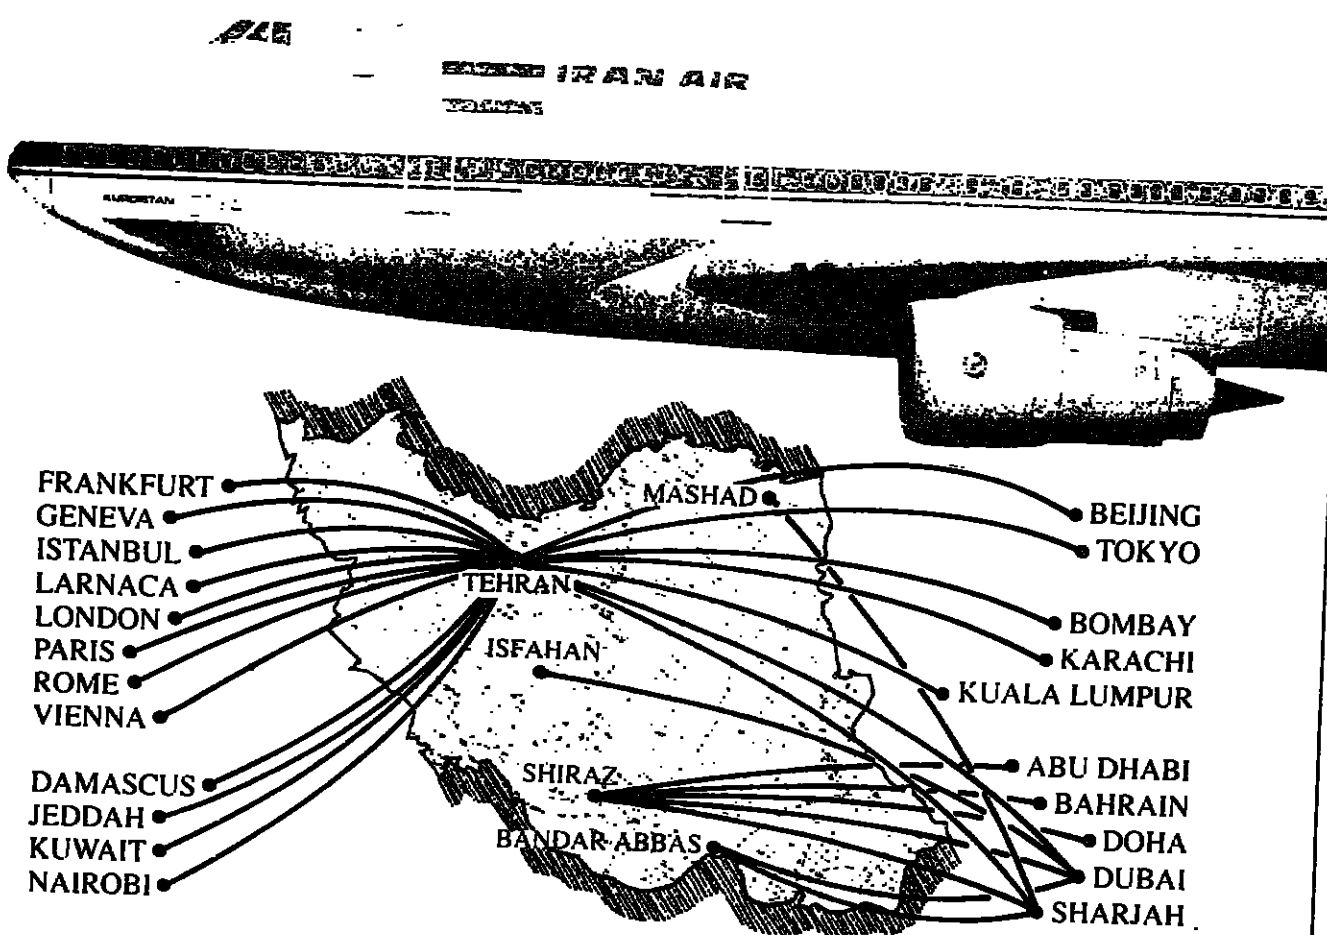 IRAN AIR
KURDISTAN
FRANKFURT
GENEVA
ISTANBUL
LARNACA
LONDON
PARIS
ROME
VIENNA
DAMASCUS
JEDDAH
KUWAIT
NAIROBI
MASHAD
TEHRAN
ISFAHAN
SHIRAZ
BANDAR ABBAS
BEIJING
TOKYO
BOMBAY
KARACHI
KUALA LUMPUR
ABU DHABI
BAHRAIN
DOHA
DUBAI
SHARJAH